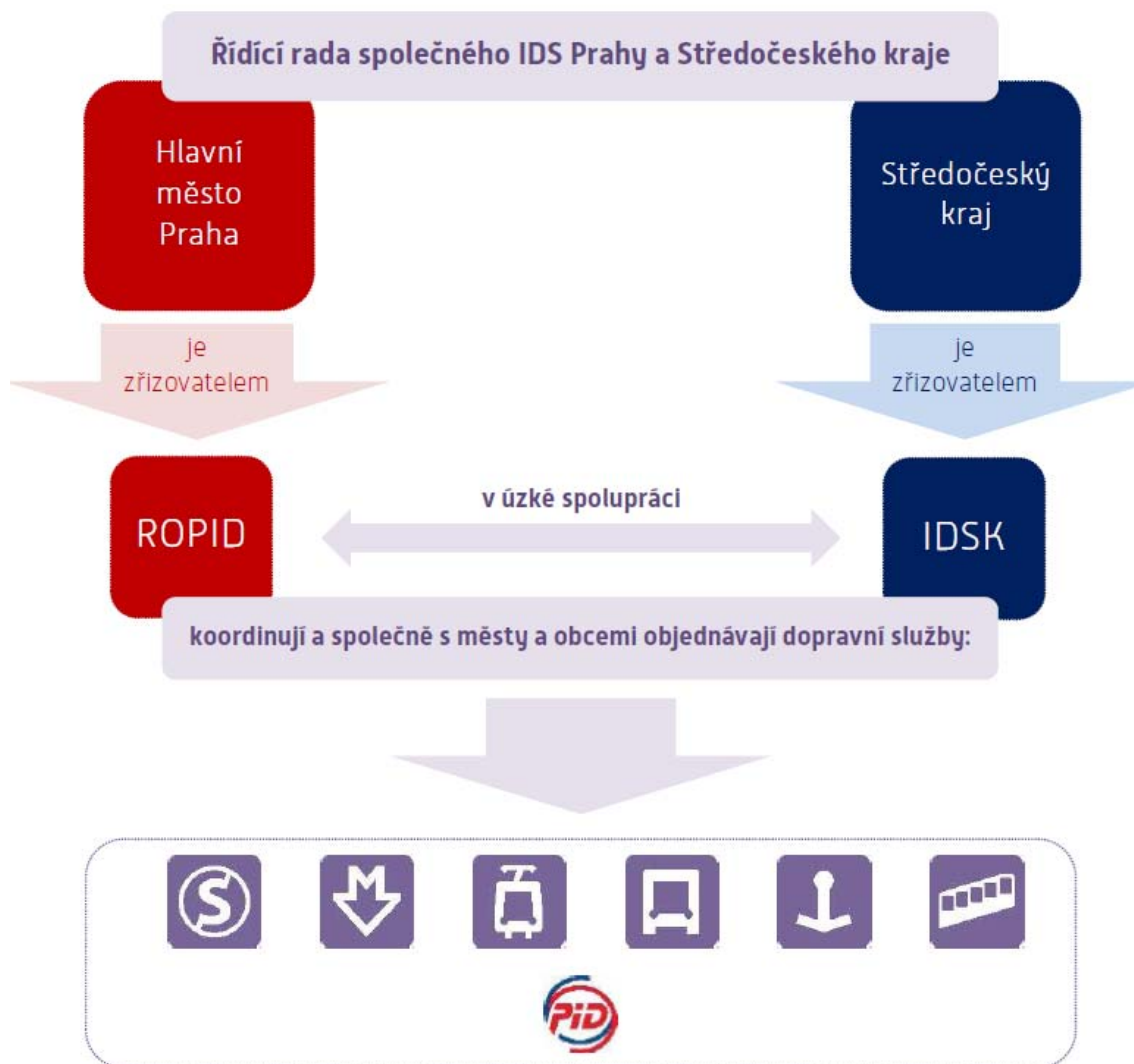 Řídící rada společného IDS Prahy a Středočeského kraje
Hlavní
město
Praha
Středočeský
kraj
je
zřizovatelem
je
zřizovatelem
v úzké spolupráci
ROPID
IDSK
koordinují a společně s městy a obcemi objednávají dopravní služby:
S
M
PID